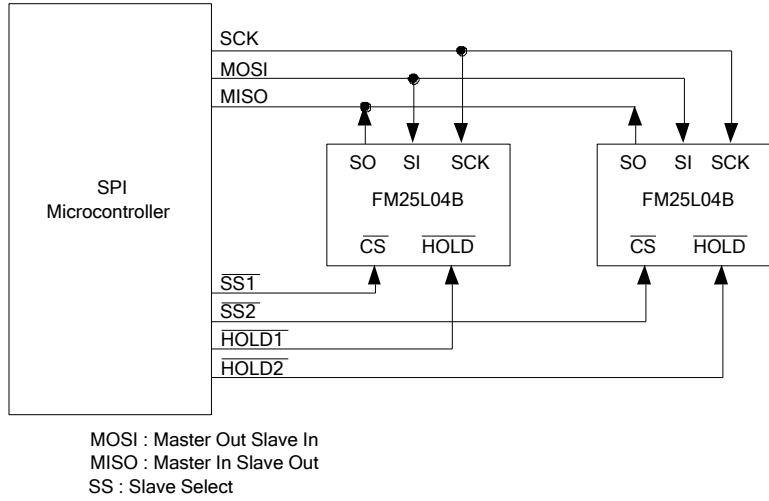 SCK
MOSI
MISO
SO SI SCK
SO SI SCK
SPI
Microcontroller
FM25L04B
FM25L04B
CS HOLD
CS HOLD
SS1
SS2
HOLD1
HOLD2
MOSI : Master Out Slave In
MISO : Master In Slave Out
SS : Slave Select